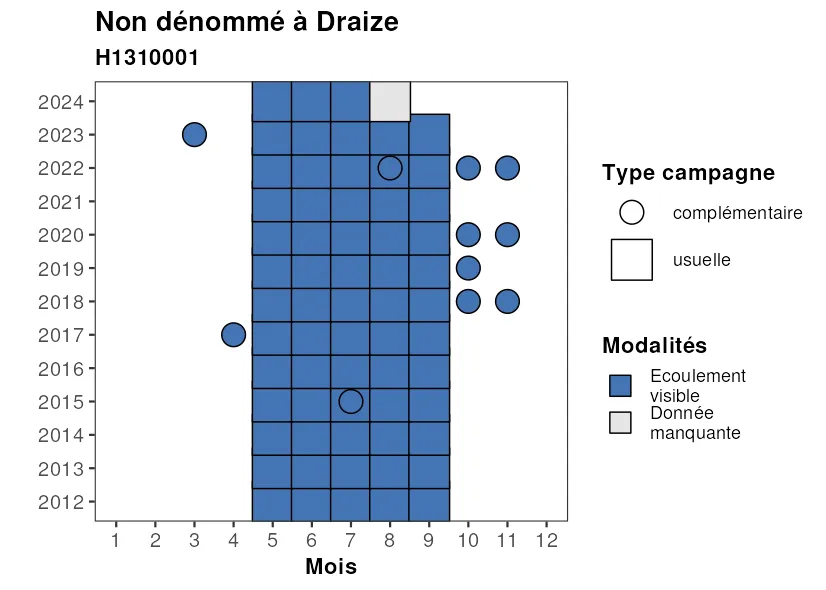 Non dénommé à Draize
H1310001
2024
2023
2022
2021
2020
2019
2018
2017
2016
2015
2014
2013
2012
1 2 3 4 5 6 7 8 9 10 11 12
Mois
Type campagne
complémentaire
usuelle
Modalités
Ecoulement
visible
Donnée
manquante